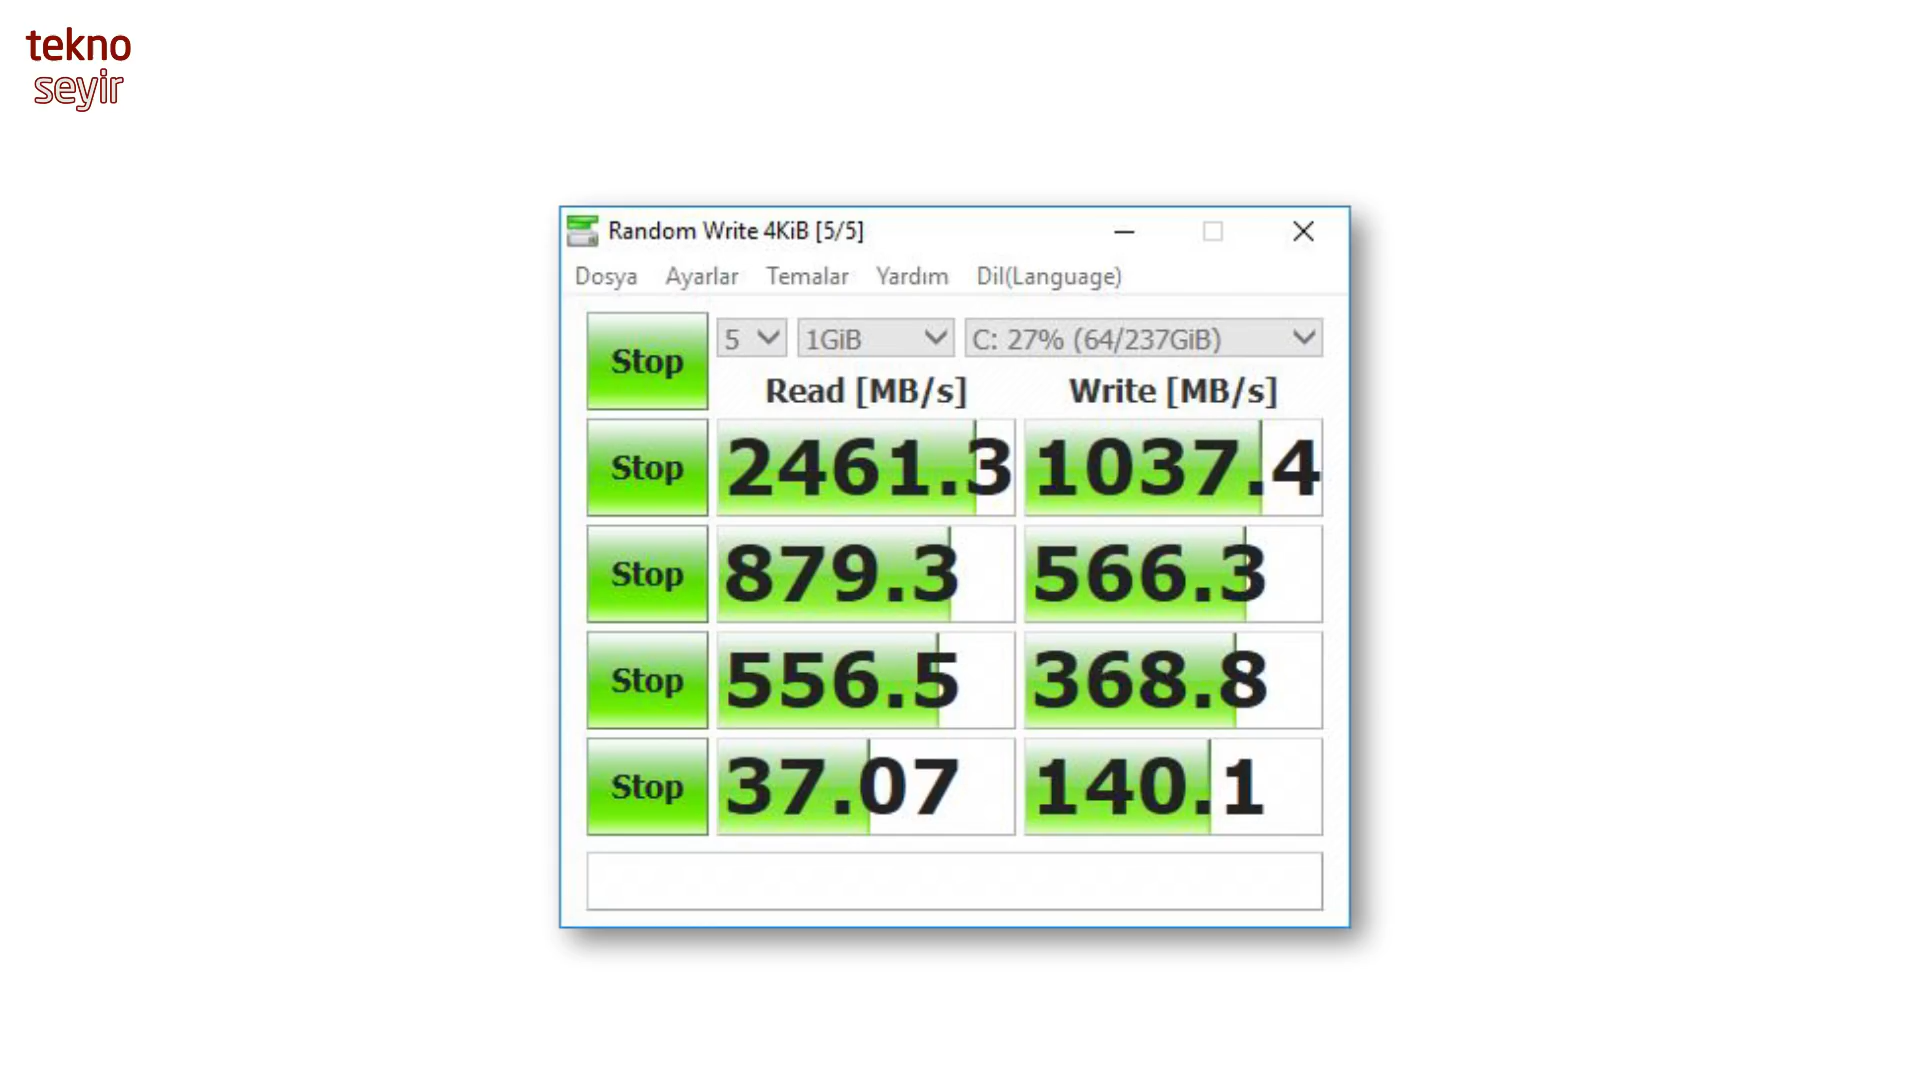 tekno
seyir
Random Write 4KiB [5/5]
Dosya Ayarlar Temalar Yardım Dil(Language)
Stop 5 1GiB C: 27% (64/237GiB)
Read [MB/s] Write [MB/s]
Stop 2461.3 1037.4
Stop 879.3 566.3
Stop 556.5 368.8
Stop 37.07 140.1